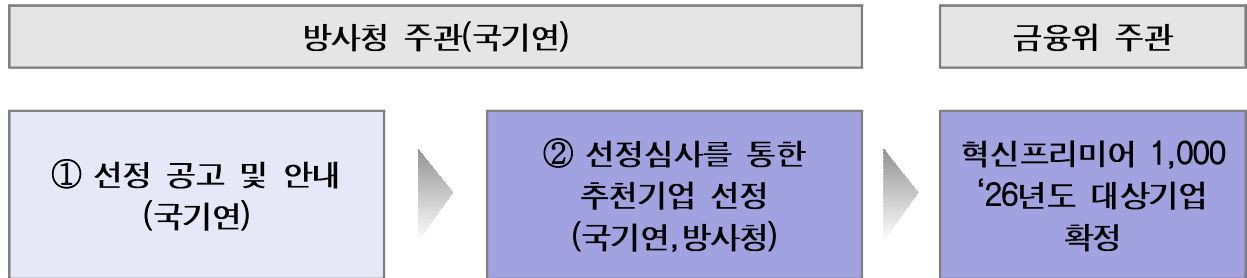 방사청 주관(국기연)
금융위 주관
① 선정 공고 및 안내
(국기연)
② 선정심사를 통한
추천기업 선정
(국기연,방사청)
혁신프리미어 1,000
‘26년도 대상기업
확정